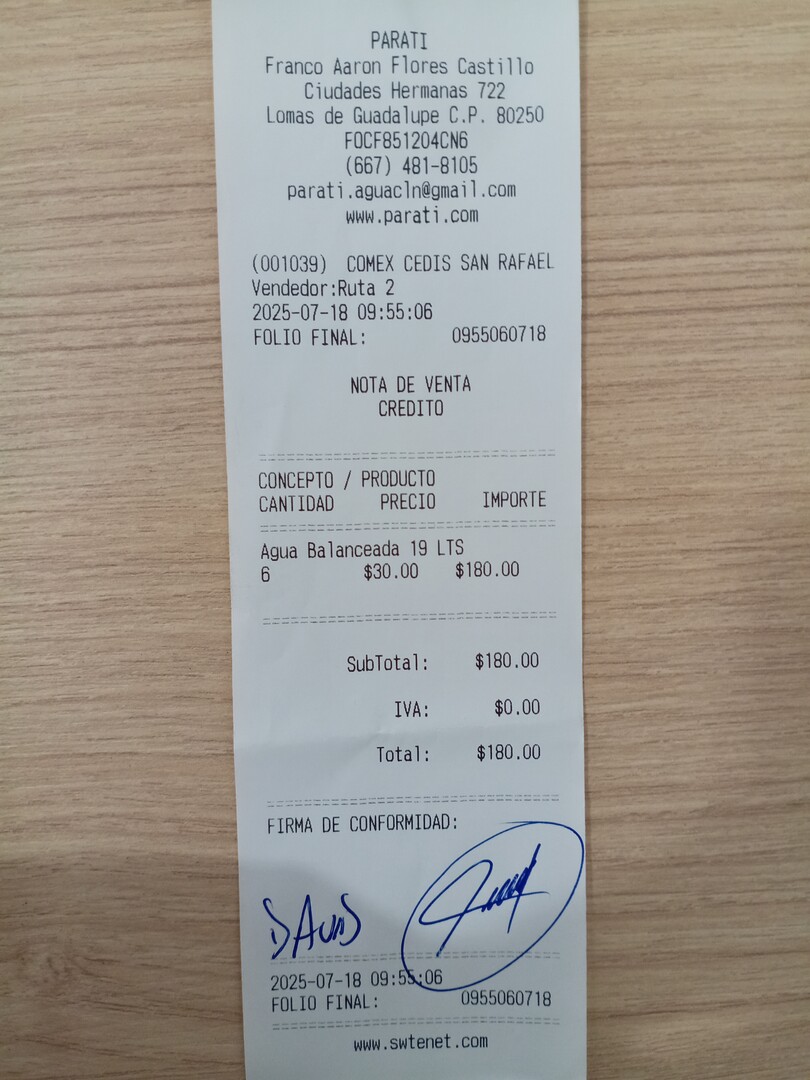 PARATI
Franco Aaron Flores Castillo
Ciudades Hermanas 722
Lomas de Guadalupe C.P. 80250
FOCF851204CN6
(667) 481-8105
parati.aguacln@gmail.com
www.parati.com
(001039) COMEX CEDIS SAN RAFAEL
Vendedor:Ruta 2
2025-07-18 09:55:06
FOLIO FINAL: 0955060718
NOTA DE VENTA
CREDITO
CONCEPTO / PRODUCTO
CANTIDAD PRECIO IMPORTE
Agua Balanceada 19 LTS
6 $30.00 $180.00
SubTotal: $180.00
IVA: $0.00
Total: $180.00
FIRMA DE CONFORMIDAD:
DAVID
2025-07-18 09:55:06
FOLIO FINAL: 0955060718
www.swtenet.com